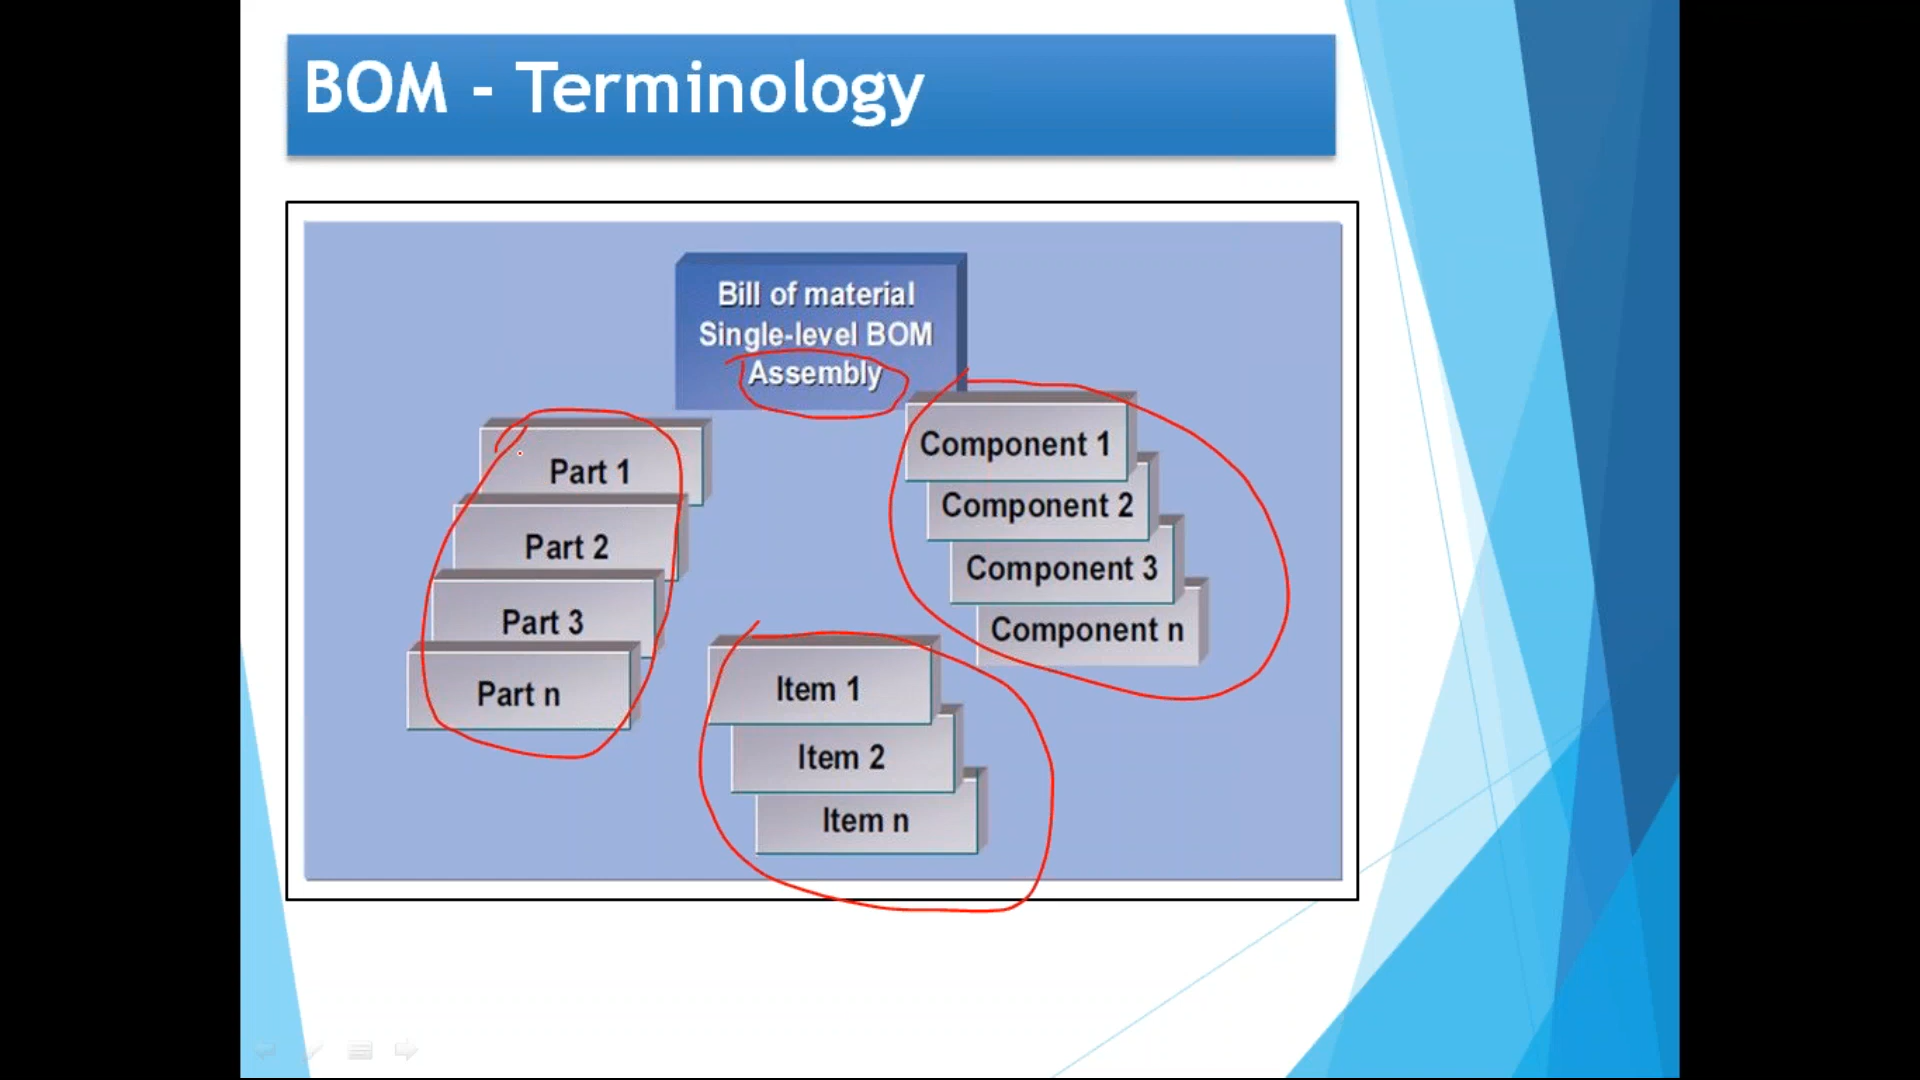 BOM - Terminology
Bill of material
Single-level BOM
Assembly
Part 1
Part 2
Part 3
Part n
Component 1
Component 2
Component 3
Component n
Item 1
Item 2
Item n